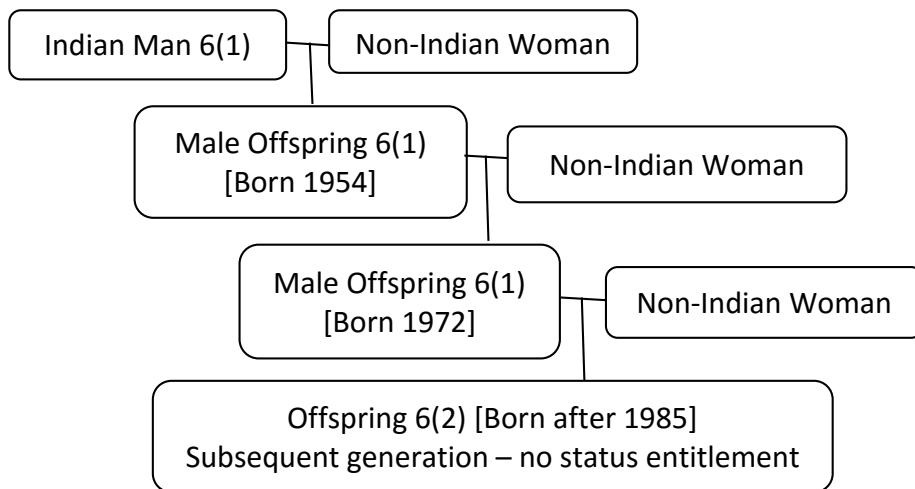 Indian Man 6(1)
Non-Indian Woman
Male Offspring 6(1)
[Born 1954]
Non-Indian Woman
Male Offspring 6(1)
[Born 1972]
Non-Indian Woman
Offspring 6(2) [Born after 1985]
Subsequent generation – no status entitlement